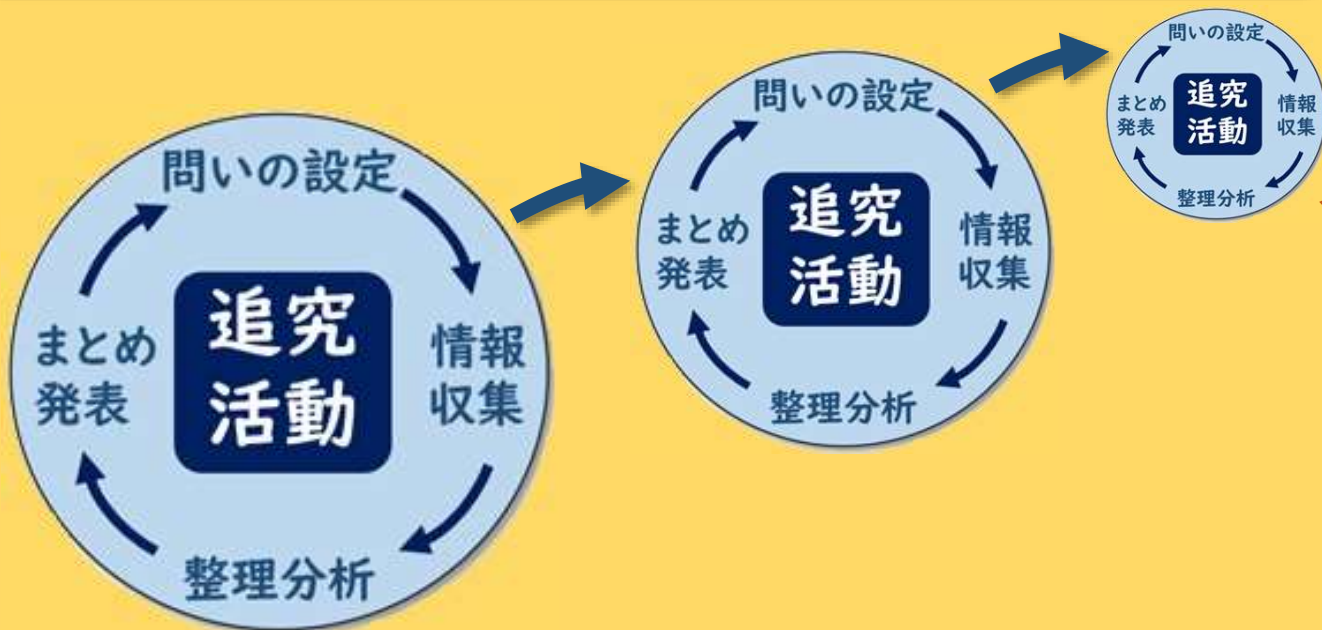 問いの設定
追究
活動
情報
収集
整理分析
まとめ
発表
問いの設定
追究
活動
情報
収集
整理分析
まとめ
発表
問いの設定
追究
活動
情報
収集
整理分析
まとめ
発表